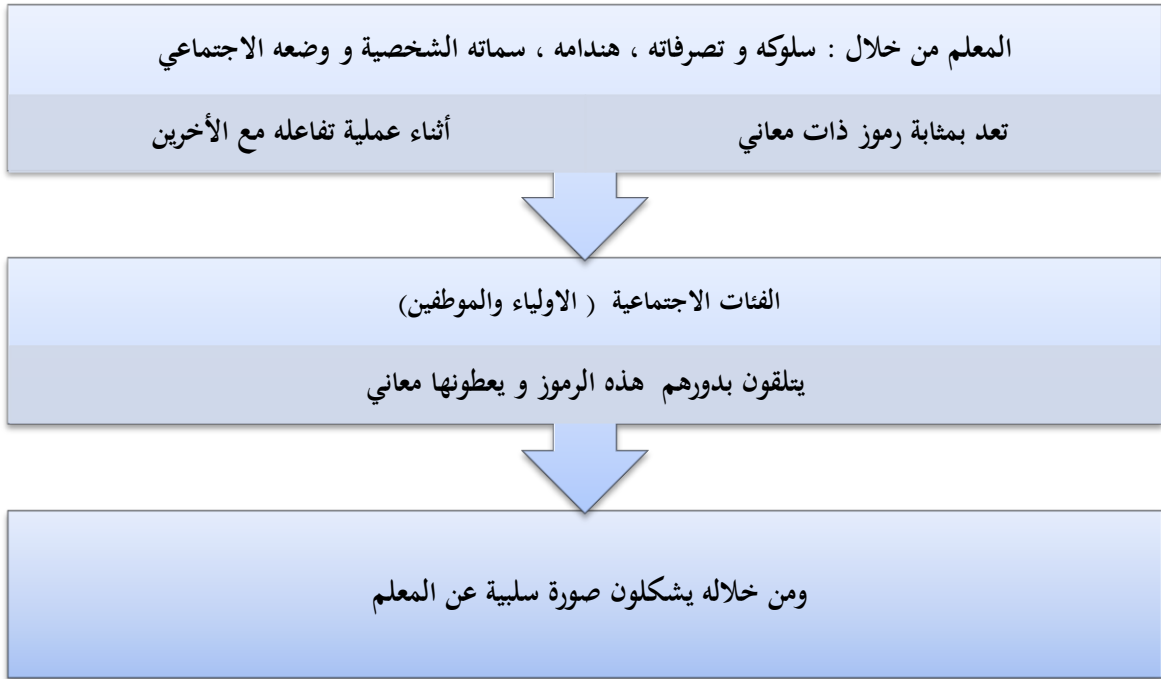 المعلم من خلال : سلوكه و تصرفاته ، هندامه ، سماته الشخصية و وضعه الاجتماعي
تعد بمثابة رموز ذات معاني
أثناء عملية تفاعله مع الأخرين
الفئات الاجتماعية ( الاولياء والموظفين)
يتلقون بدورهم هذه الرموز و يعطونها معاني
ومن خلاله يشكلون صورة سلبية عن المعلم